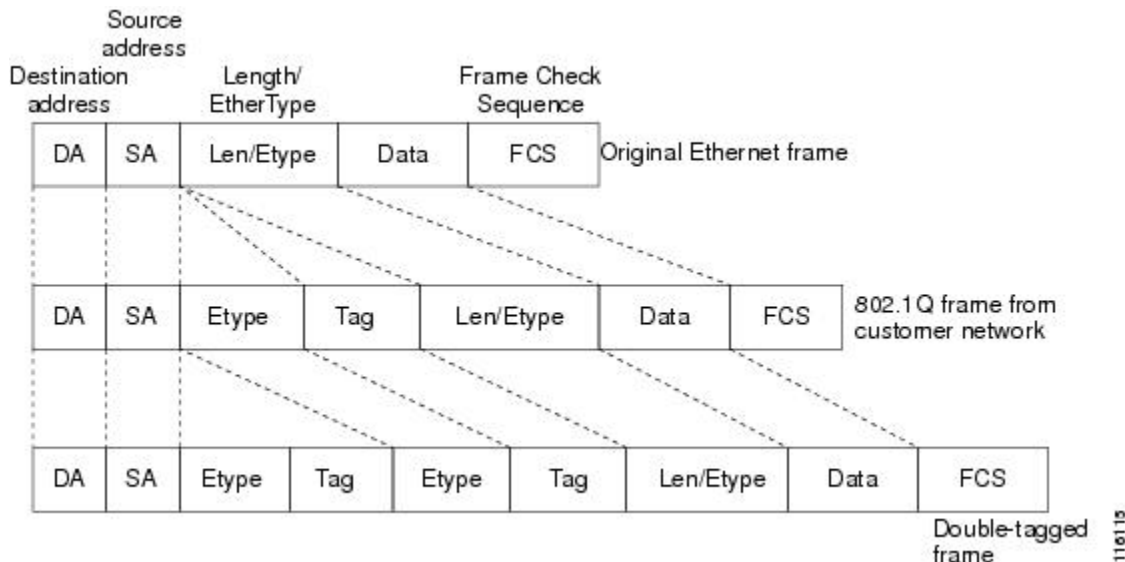 Source
address
Destination
address
Length/
EtherType
Frame Check
Sequence
DA SA Len/Etype Data FCS Original Ethernet frame
DA SA Etype Tag Len/Etype Data FCS 802.1Q frame from
customer network
DA SA Etype Tag Etype Tag Len/Etype Data FCS
Double-tagged
frame
116115